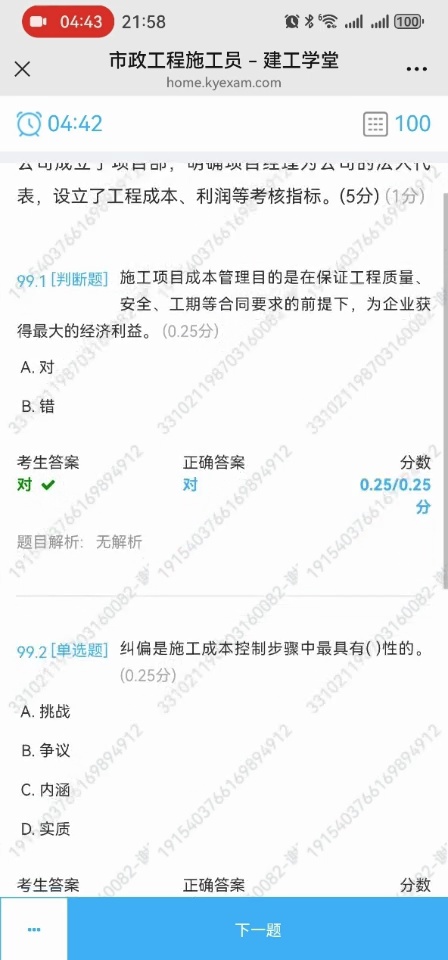 04:43 21:58 100
市政工程施工员 – 建工学堂
home.kyexam.com
04:42 100
公司成立了项目部，明确项目经理为公司的法人代
表，设立了工程成本、利润等考核指标。(5分) (1分)
99.1 [判断题] 施工项目成本管理目的是在保证工程质量、
安全、工期等合同要求的前提下，为企业获
得最大的经济利益。 (0.25分)
A. 对
B. 错
考生答案 正确答案 分数
对 对 0.25/0.25
分
题目解析: 无解析
99.2 [单选题] 纠偏是施工成本控制步骤中最具有( )性的。
(0.25分)
A. 挑战
B. 争议
C. 内涵
D. 实质
考生答案 正确答案 分数
下一题